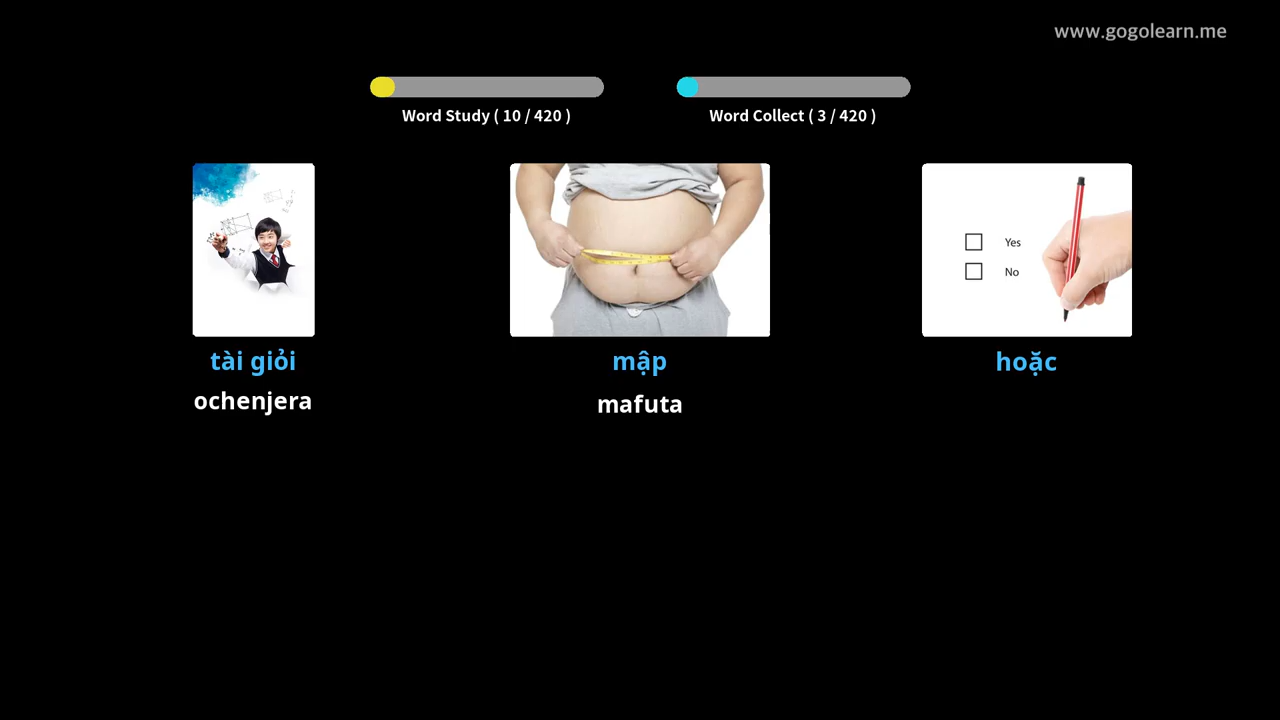 www.gogolearn.me
Word Study ( 10 / 420 )
Word Collect ( 3 / 420 )
Yes
No
tài giỏi
mập
hoặc
ochenjera
mafuta